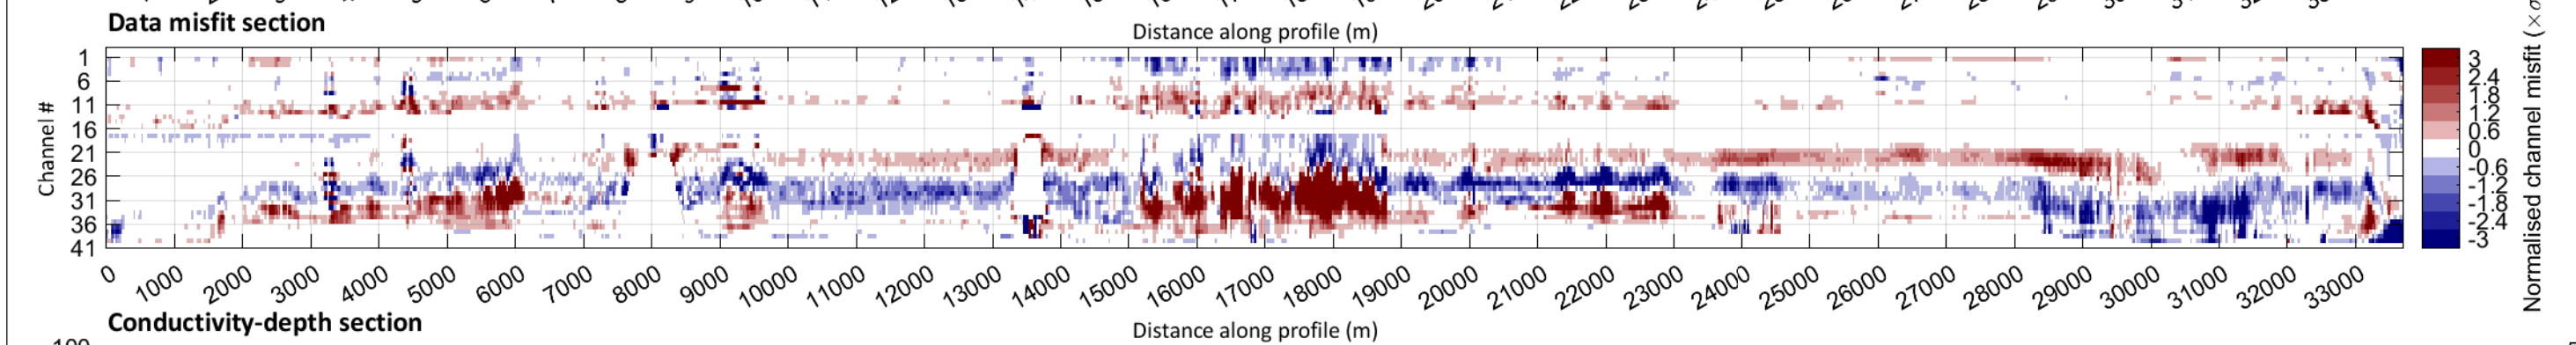 Data misfit section
Distance along profile (m)
Channel #
1
6
11
16
21
26
31
36
41
0 1000 2000 3000 4000 5000 6000 7000 8000 9000 10000 11000 12000 13000 14000 15000 16000 17000 18000 19000 20000 21000 22000 23000 24000 25000 26000 27000 28000 29000 30000 31000 32000 33000
3
2.4
1.8
1.2
0.6
0
-0.6
-1.2
-1.8
-2.4
-3
Normalised channel misfit (×σ
Conductivity-depth section
Distance along profile (m)